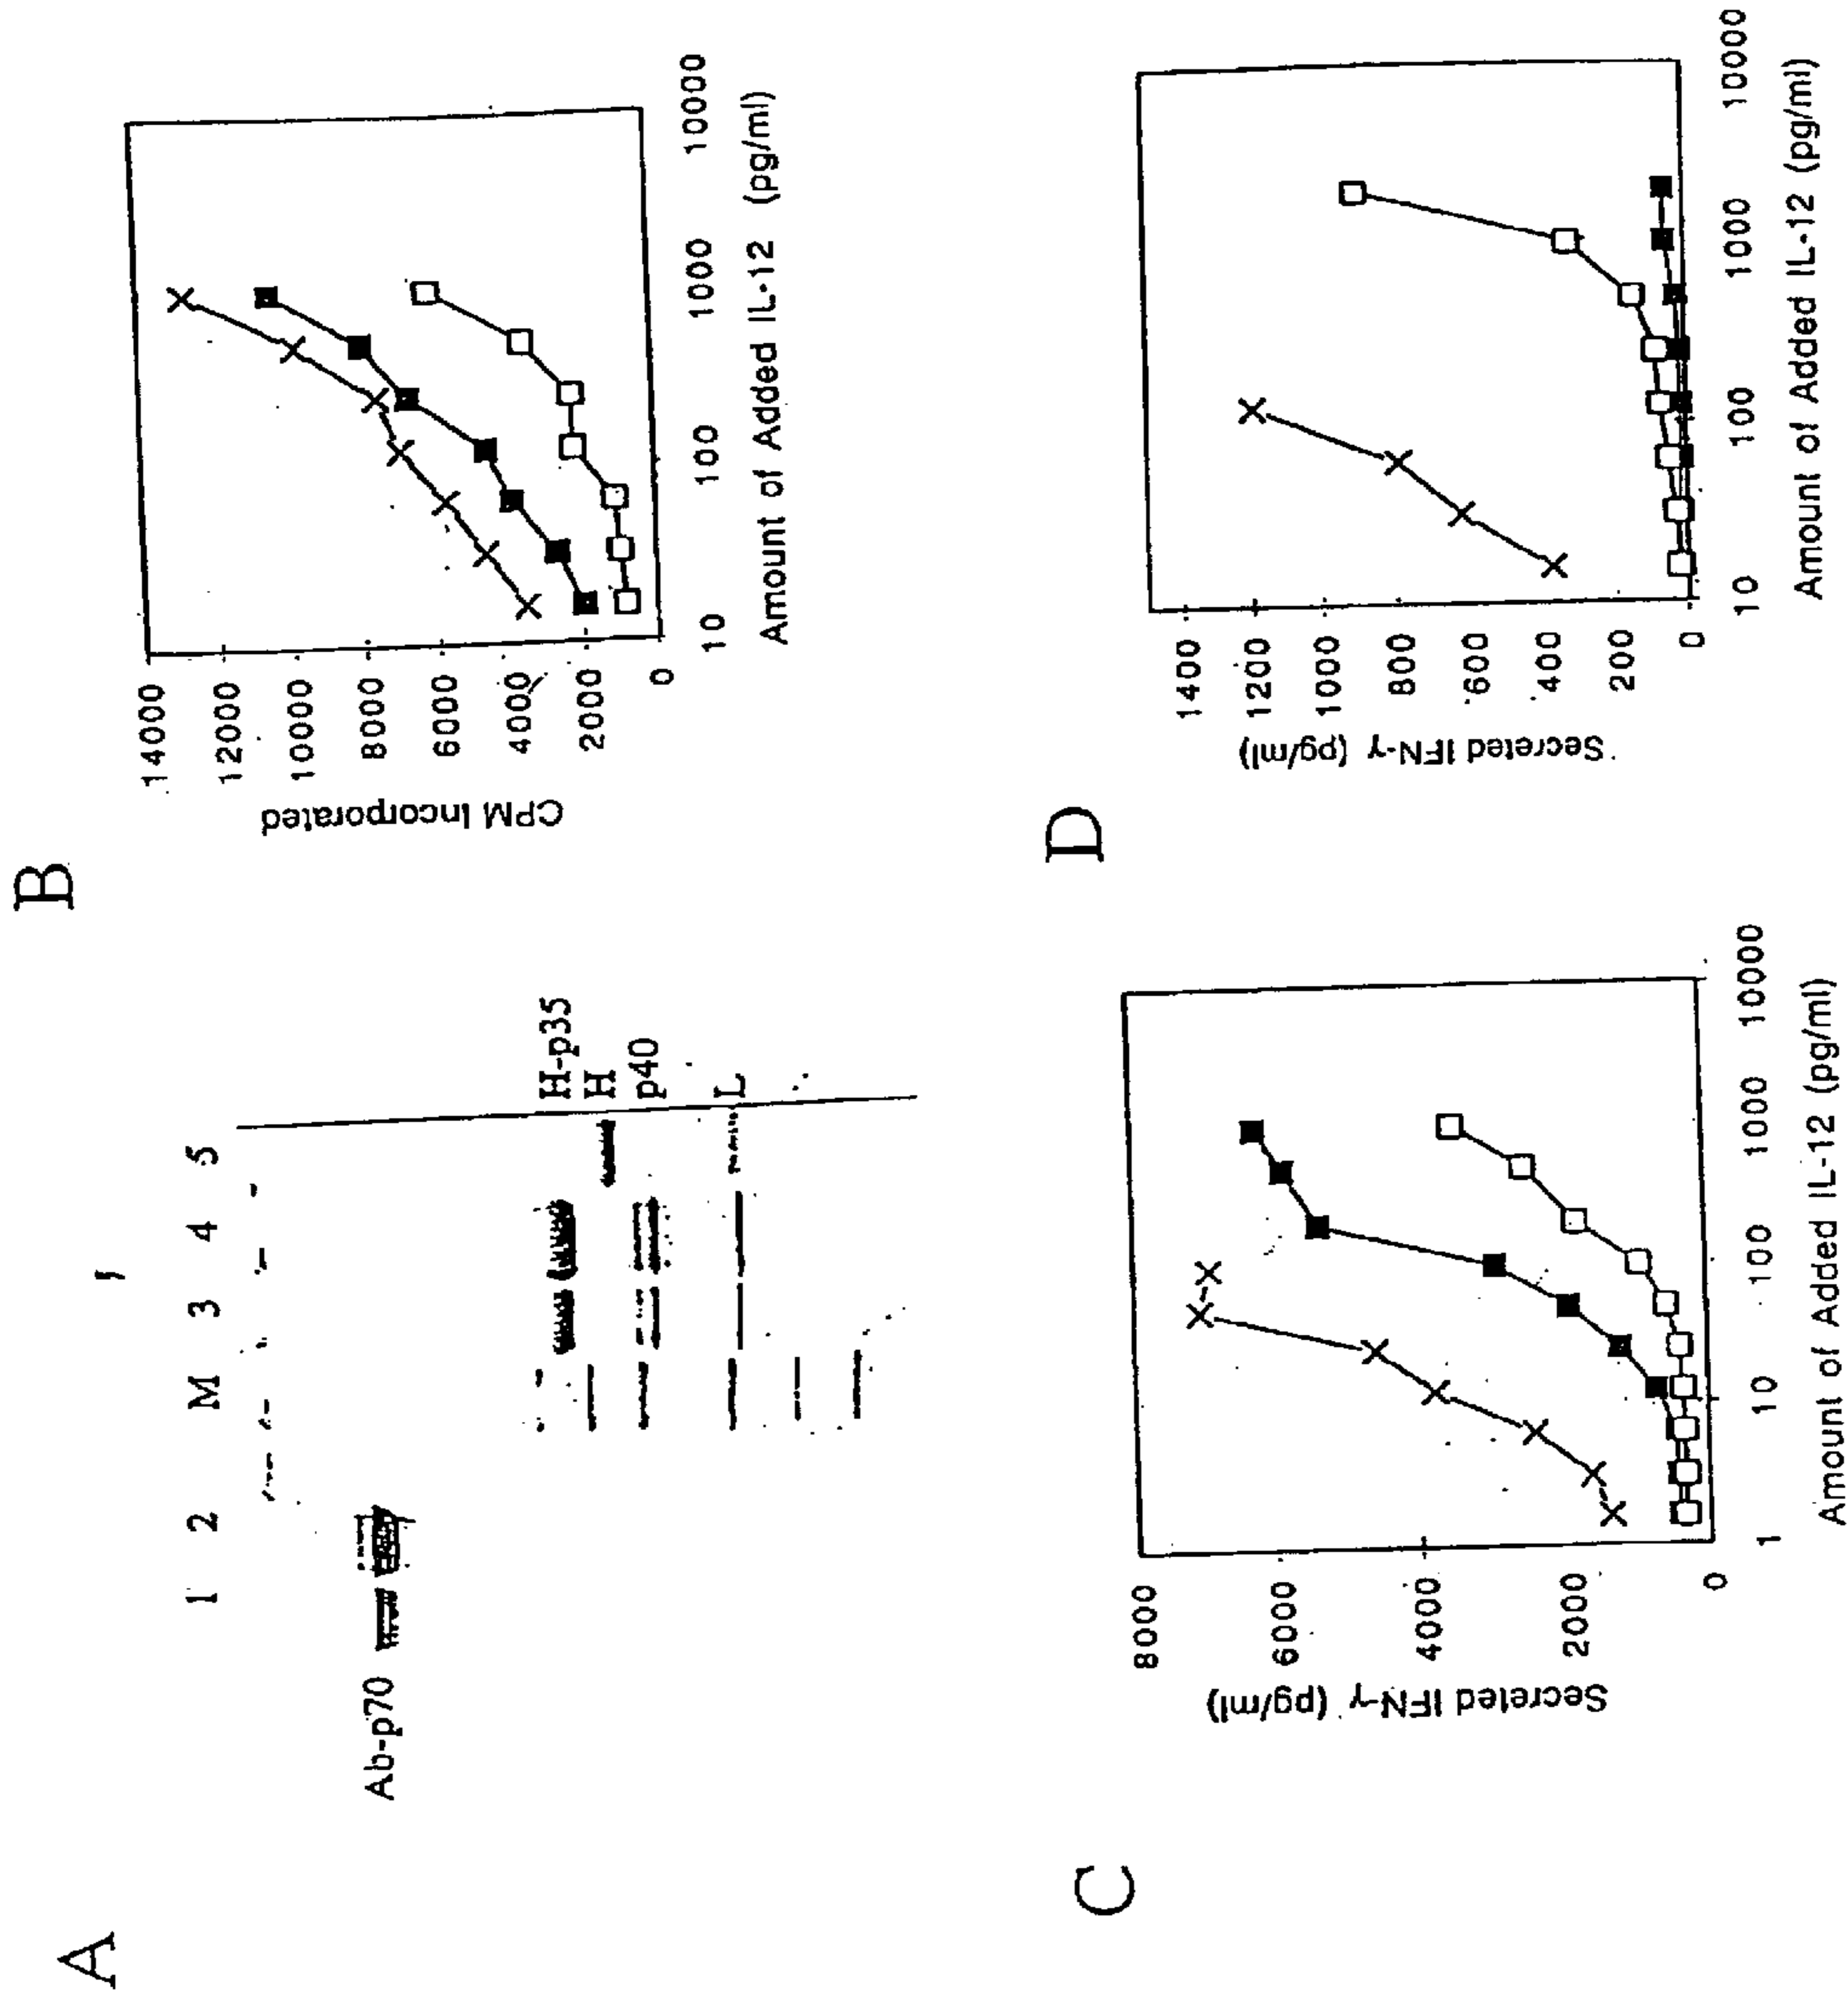 A
1 2 M 3 4 5
Ab-p70
H-p35
H
p40
L
B
CPM Incorporated
14000
12000
10000
8000
6000
4000
2000
0
10 100 1000 10000
Amount of Added IL-12 (pg/ml)
C
Secreted IFN-γ (pg/ml)
8000
6000
4000
2000
0
1 10 100 1000 10000
Amount of Added IL-12 (pg/ml)
D
Secreted IFN-γ (pg/ml)
1400
1200
1000
800
600
400
200
0
10 100 1000 10000
Amount of Added IL-12 (pg/ml)